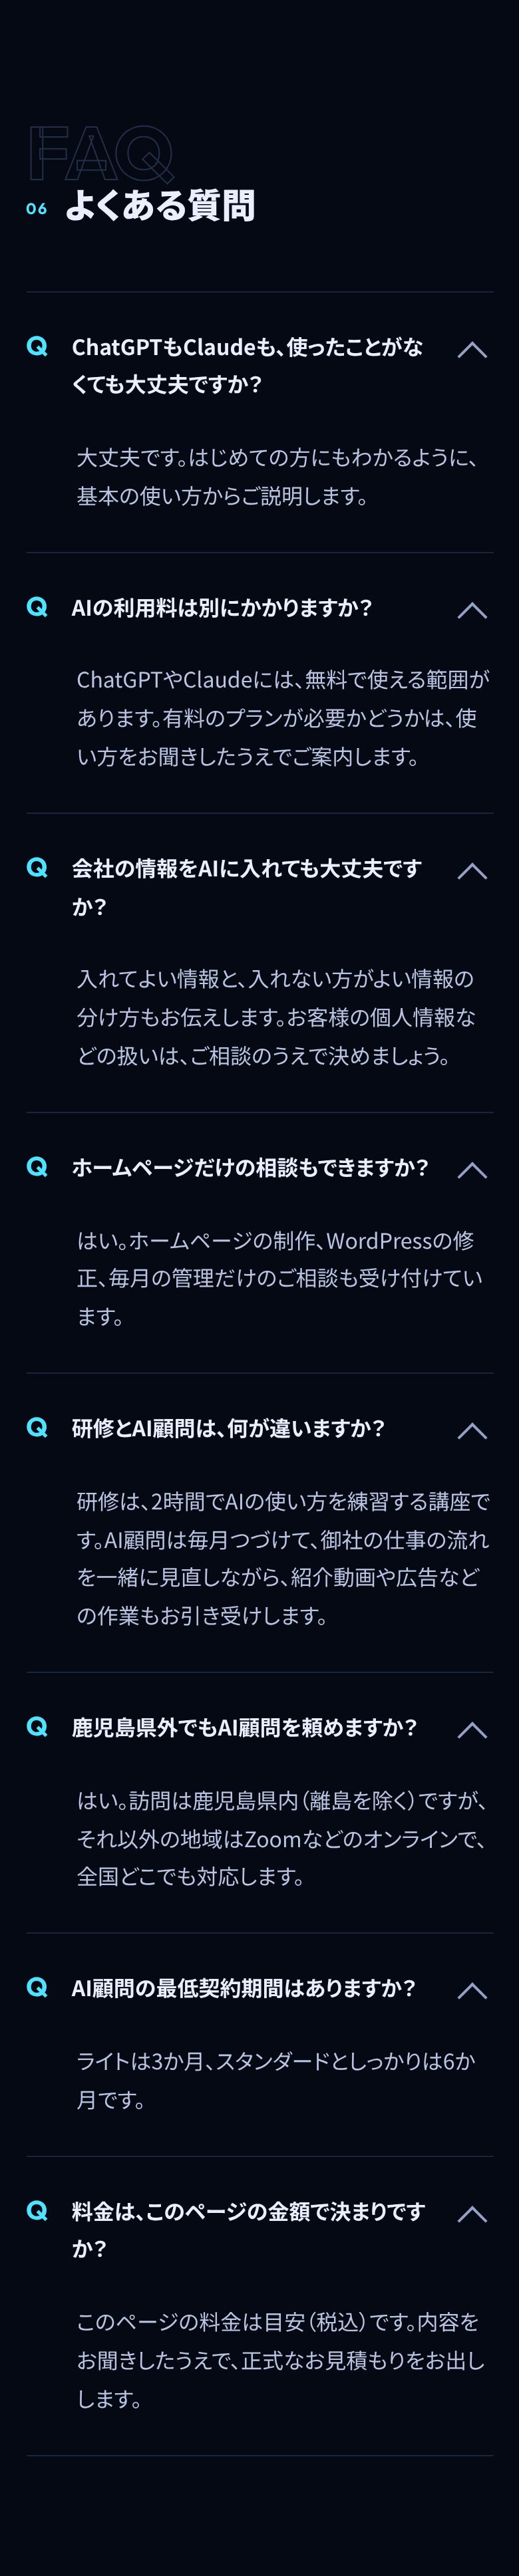 FAQ
06 よくある質問
Q ChatGPTもClaudeも、使ったことがな
くても大丈夫ですか?
大丈夫です。はじめての方にもわかるように、
基本の使い方からご説明します。
Q AIの利用料は別にかかりますか?
ChatGPTやClaudeには、無料で使える範囲が
あります。有料のプランが必要かどうかは、使
い方をお聞きしたうえでご案内します。
Q 会社の情報をAIに入れても大丈夫です
か?
入れてよい情報と、入れない方がよい情報の
分け方もお伝えします。お客様の個人情報な
どの扱いは、ご相談のうえで決めましょう。
Q ホームページだけの相談もできますか?
はい。ホームページの制作、WordPressの修
正、毎月の管理だけのご相談も受け付けてい
ます。
Q 研修とAI顧問は、何が違いますか?
研修は、2時間でAIの使い方を練習する講座で
す。AI顧問は毎月つづけて、御社の仕事の流れ
を一緒に見直しながら、紹介動画や広告など
の作業もお引き受けします。
Q 鹿児島県外でもAI顧問を頼めますか?
はい。訪問は鹿児島県内(離島を除く)ですが、
それ以外の地域はZoomなどのオンラインで、
全国どこでも対応します。
Q AI顧問の最低契約期間はありますか?
ライトは3か月、スタンダードとしっかりは6か
月です。
Q 料金は、このページの金額で決まりです
か?
このページの料金は目安(税込)です。内容を
お聞きしたうえで、正式なお見積もりをお出し
します。